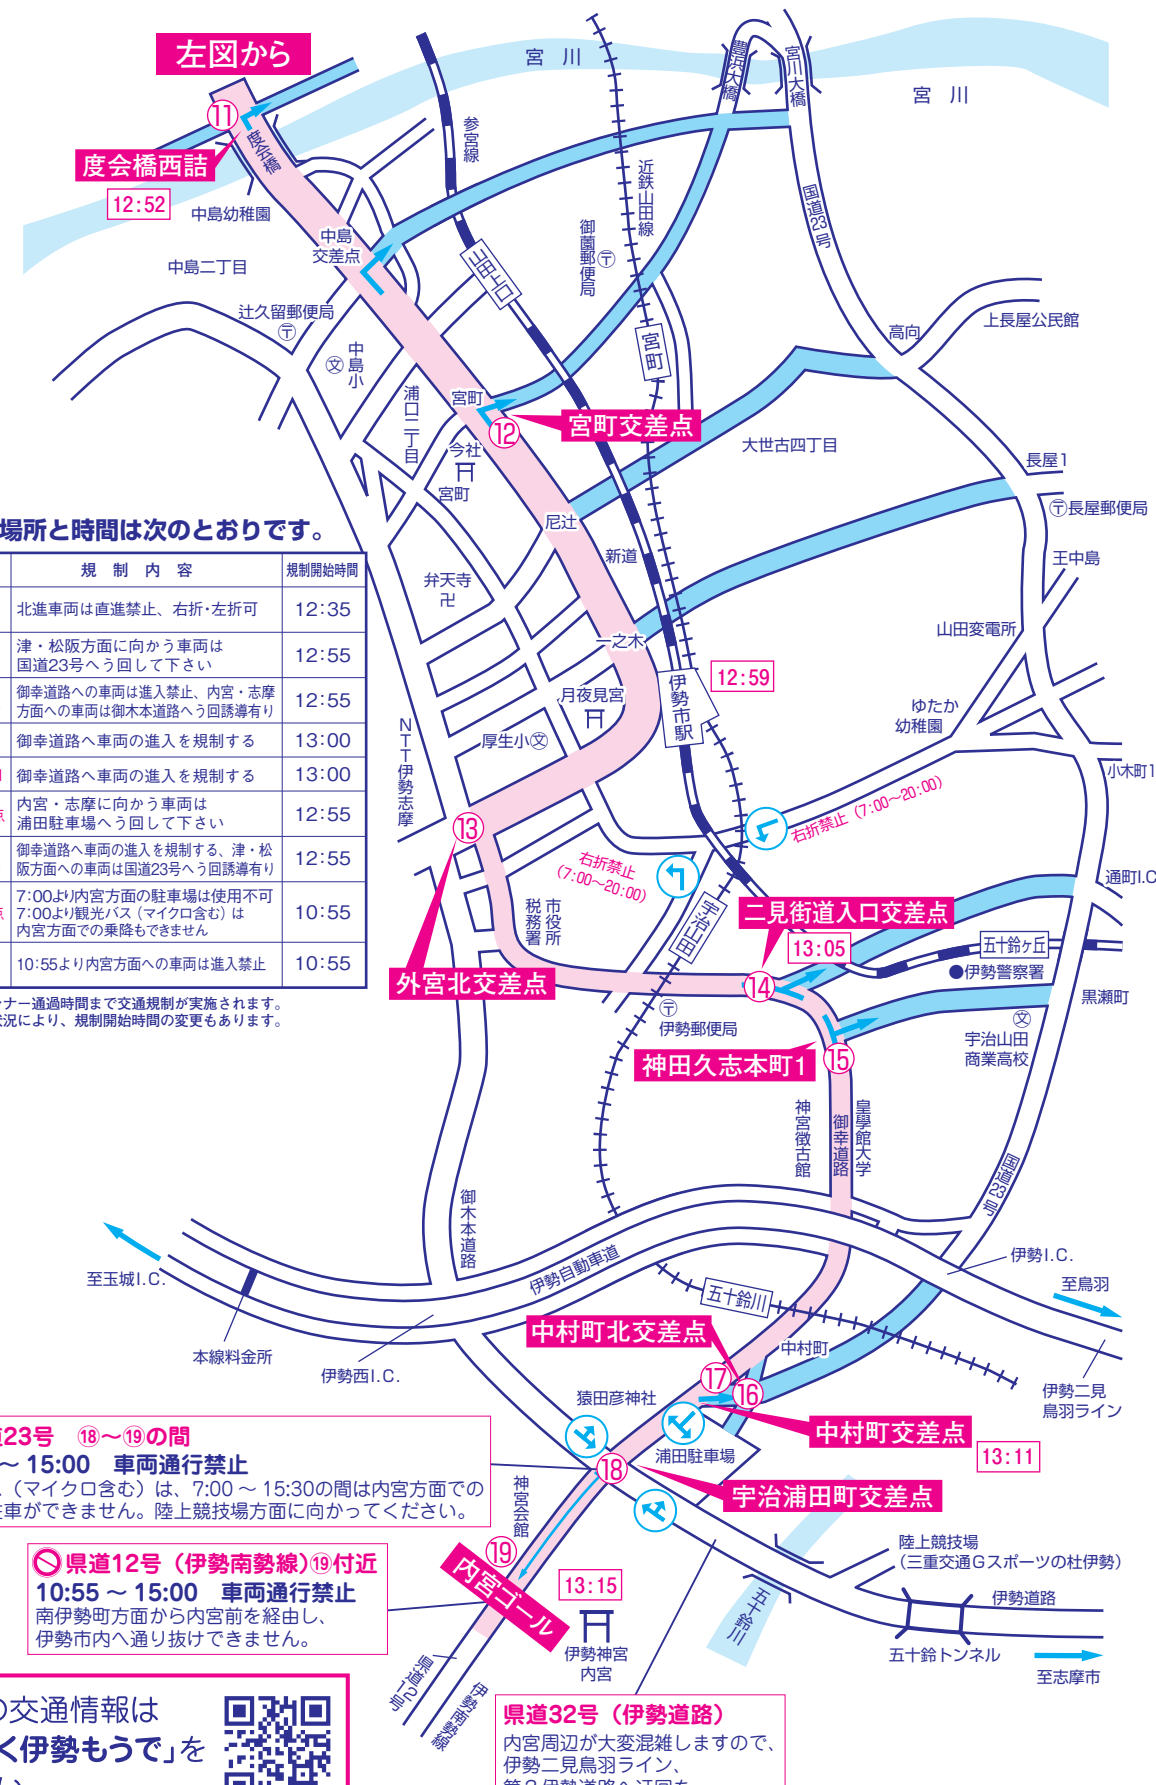 左図から
宮川
宮川
豊浜大橋
宮川大橋
⑪
度会橋
度会橋西詰
12:52
中島幼稚園
参宮線
近鉄山田線
御薗郵便局
〒
国道23号
中島
交差点
中島二丁目
山田上口
辻久留郵便局
〒
宮町
高向
上長屋公民館
文
中島小
浦口二丁目
宮町
⑫
宮町交差点
今社
宮町
大世古四丁目
長屋1
〒長屋郵便局
尼辻
新道
王中島
場所と時間は次のとおりです。
規制内容
規制開始時間
北進車両は直進禁止、右折・左折可
12:35
津・松阪方面に向かう車両は
国道23号へう回して下さい
12:55
御幸道路への車両は進入禁止、内宮・志摩
方面への車両は御木本道路へう回誘導有り
12:55
御幸道路へ車両の進入を規制する
13:00
御幸道路へ車両の進入を規制する
13:00
点
内宮・志摩に向かう車両は
浦田駐車場へう回して下さい
12:55
御幸道路へ車両の進入を規制する、津・松
阪方面への車両は国道23号へう回誘導有り
12:55
点
7:00より内宮方面の駐車場は使用不可
7:00より観光バス(マイクロ含む)は
内宮方面での乗降もできません
10:55
10:55より内宮方面への車両は進入禁止
10:55
ナー通過時間まで交通規制が実施されます。
状況により、規制開始時間の変更もあります。
弁天寺
卍
山田変電所
一之木
伊勢市駅
12:59
月夜見宮
厚生小文
NTT伊勢志摩
ゆたか
幼稚園
小木町1
⑬
右折禁止(7:00〜20:00)
右折禁止
(7:00〜20:00)
通町I.C
宇治山田
市役所
税務署
二見街道入口交差点
13:05
五十鈴ヶ丘
●伊勢警察署
外宮北交差点
⑭
黒瀬町
〒
伊勢郵便局
文
宇治山田
商業高校
神田久志本町1
⑮
神宮徴古館
御幸道路
皇學館大学
国道23号
御木本道路
至玉城I.C.
伊勢自動車道
伊勢I.C.
至鳥羽
五十鈴川
本線料金所
伊勢西I.C.
中村町北交差点
中村町
⑰
⑯
猿田彦神社
伊勢二見
鳥羽ライン
中村町交差点
13:11
浦田駐車場
⑱
宇治浦田町交差点
道23号 ⑱〜⑲の間
〜 15:00 車両通行禁止
(マイクロ含む)は、7:00 〜 15:30の間は内宮方面での
車ができません。陸上競技場方面に向かってください。
神宮会館
⑲
内宮ゴール
13:15
伊勢神宮
内宮
五十鈴川
陸上競技場
(三重交通Gスポーツの杜伊勢)
伊勢道路
五十鈴トンネル
至志摩市
県道12号(伊勢南勢線)⑲付近
10:55 〜 15:00 車両通行禁止
南伊勢町方面から内宮前を経由し、
伊勢市内へ通り抜けできません。
県道12号
伊勢南勢線
の交通情報は
く伊勢もうで」を
県道32号(伊勢道路)
内宮周辺が大変混雑しますので、
伊勢二見鳥羽ライン、